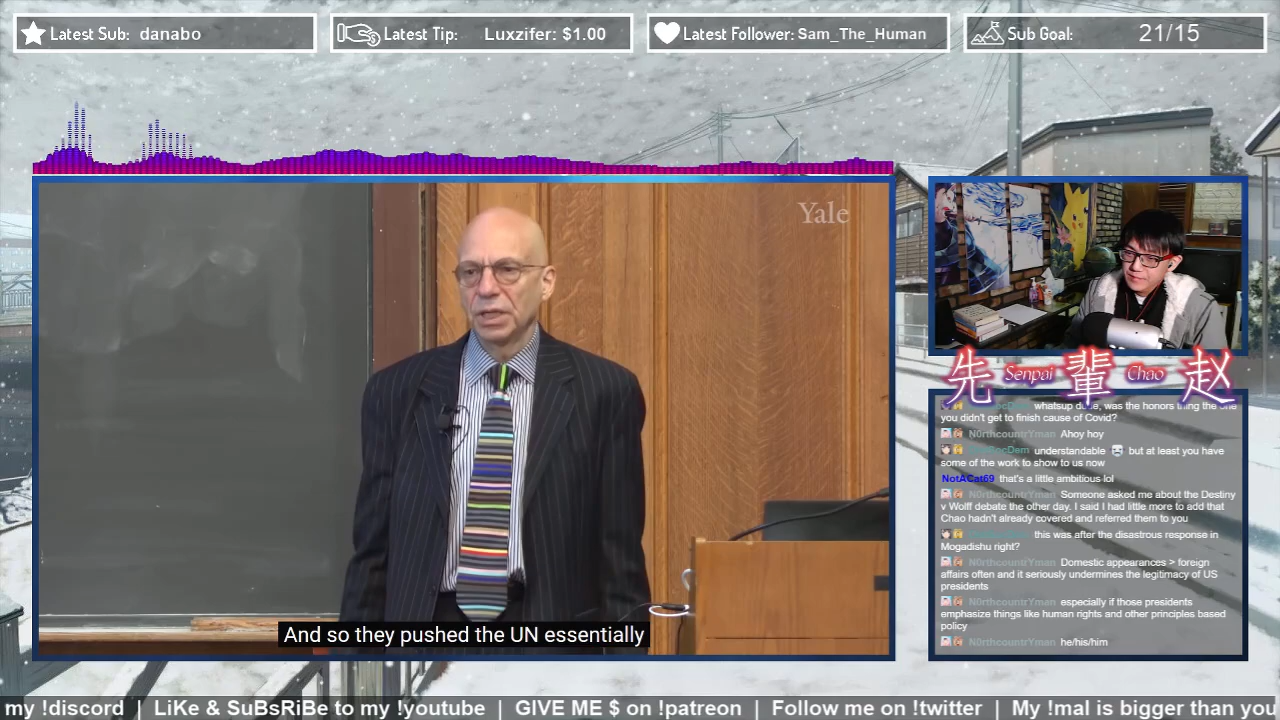 Latest Sub: danabo
Latest Tip: Luxzifer: $1.00
Latest Follower: Sam_The_Human
Sub Goal: 21/15
Yale
And so they pushed the UN essentially
先 Senpai 輩 Chao 赵
whatsup dude, was the honors thing the one
you didn't get to finish cause of Covid?
N0rthcountrYman Ahoy hoy
understandable 😭 but at least you have
some of the work to show to us now
NotACat69 that's a little ambitious lol
N0rthcountrYman Someone asked me about the Destiny
v Wolff debate the other day. I said I had little more to add that
Chao hadn't already covered and referred them to you
this was after the disastrous response in
Mogadishu right?
N0rthcountrYman Domestic appearances > foreign
affairs often and it seriously undermines the legitimacy of US
presidents
N0rthcountrYman especially if those presidents
emphasize things like human rights and other principles based
policy
N0rthcountrYman he/his/him
my !discord | LiKe & SuBsRiBe to my !youtube | GIVE ME $ on !patreon | Follow me on !twitter | My !mal is bigger than you